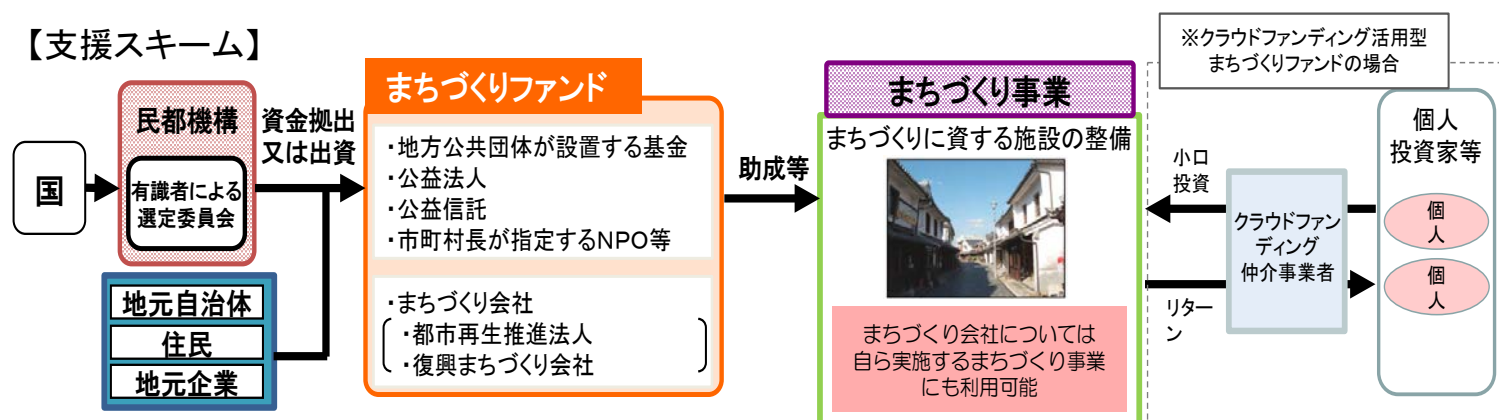 【支援スキーム】
国
民都機構
有識者による
選定委員会
地元自治体
住民
地元企業
資金拠出
又は出資
まちづくりファンド
・地方公共団体が設置する基金
・公益法人
・公益信託
・市町村長が指定するNPO等
・まちづくり会社
・都市再生推進法人
・復興まちづくり会社
助成等
まちづくり事業
まちづくりに資する施設の整備
まちづくり会社については
自ら実施するまちづくり事業
にも利用可能
※クラウドファンディング活用型
まちづくりファンドの場合
小口
投資
リター
ン
クラウドファン
ディング
仲介事業者
個人
投資家等
個
人
個
人